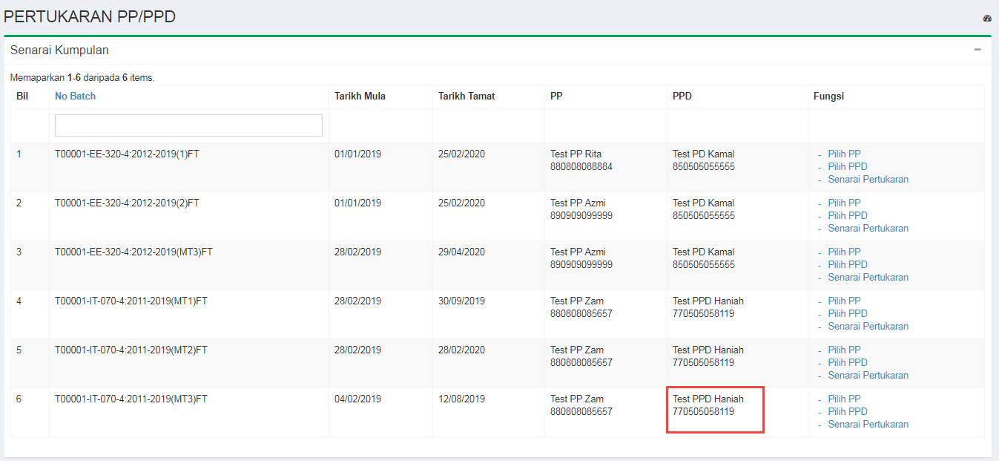 PERTUKARAN PP/PPD
Senarai Kumpulan
Memaparkan 1-6 daripada 6 items.
Bil No Batch Tarikh Mula Tarikh Tamat PP PPD Fungsi
1 T00001-EE-320-4:2012-2019(1)FT 01/01/2019 25/02/2020 Test PP Rita Test PD Kamal - Pilih PP
880808088884 850505055555 - Pilih PPD
- Senarai Pertukaran
2 T00001-EE-320-4:2012-2019(2)FT 01/01/2019 25/02/2020 Test PP Azmi Test PD Kamal - Pilih PP
890909099999 850505055555 - Pilih PPD
- Senarai Pertukaran
3 T00001-EE-320-4:2012-2019(MT3)FT 28/02/2019 29/04/2020 Test PP Azmi Test PD Kamal - Pilih PP
890909099999 850505055555 - Pilih PPD
- Senarai Pertukaran
4 T00001-IT-070-4:2011-2019(MT1)FT 28/02/2019 30/09/2019 Test PP Zam Test PPD Haniah - Pilih PP
880808085657 770505058119 - Pilih PPD
- Senarai Pertukaran
5 T00001-IT-070-4:2011-2019(MT2)FT 28/02/2019 28/02/2020 Test PP Zam Test PPD Haniah - Pilih PP
880808085657 770505058119 - Pilih PPD
- Senarai Pertukaran
6 T00001-IT-070-4:2011-2019(MT3)FT 04/02/2019 12/08/2019 Test PP Zam Test PPD Haniah - Pilih PP
880808085657 770505058119 - Pilih PPD
- Senarai Pertukaran